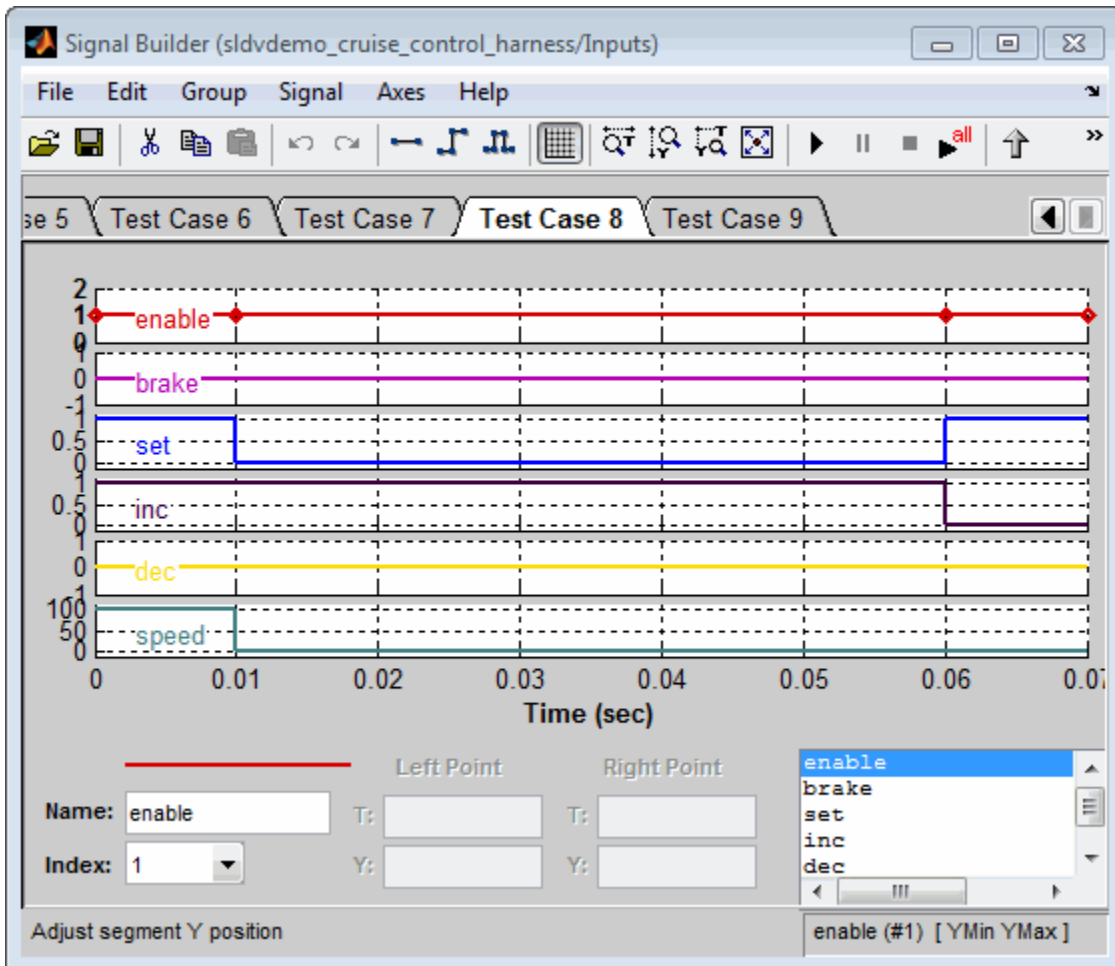 Signal Builder (sldvdemo_cruise_control_harness/Inputs)
File Edit Group Signal Axes Help
all »
se 5 Test Case 6 Test Case 7 Test Case 8 Test Case 9
2
1
0
enable
1
0
-1
brake
1
0.5
0
set
1
0.5
0
inc
1
0
-1
dec
100
50
0
speed
0 0.01 0.02 0.03 0.04 0.05 0.06 0.07
Time (sec)
Left Point Right Point
Name: enable T: T:
Index: 1 Y: Y:
enable
brake
set
inc
dec
Adjust segment Y position
enable (#1) [ YMin YMax ]